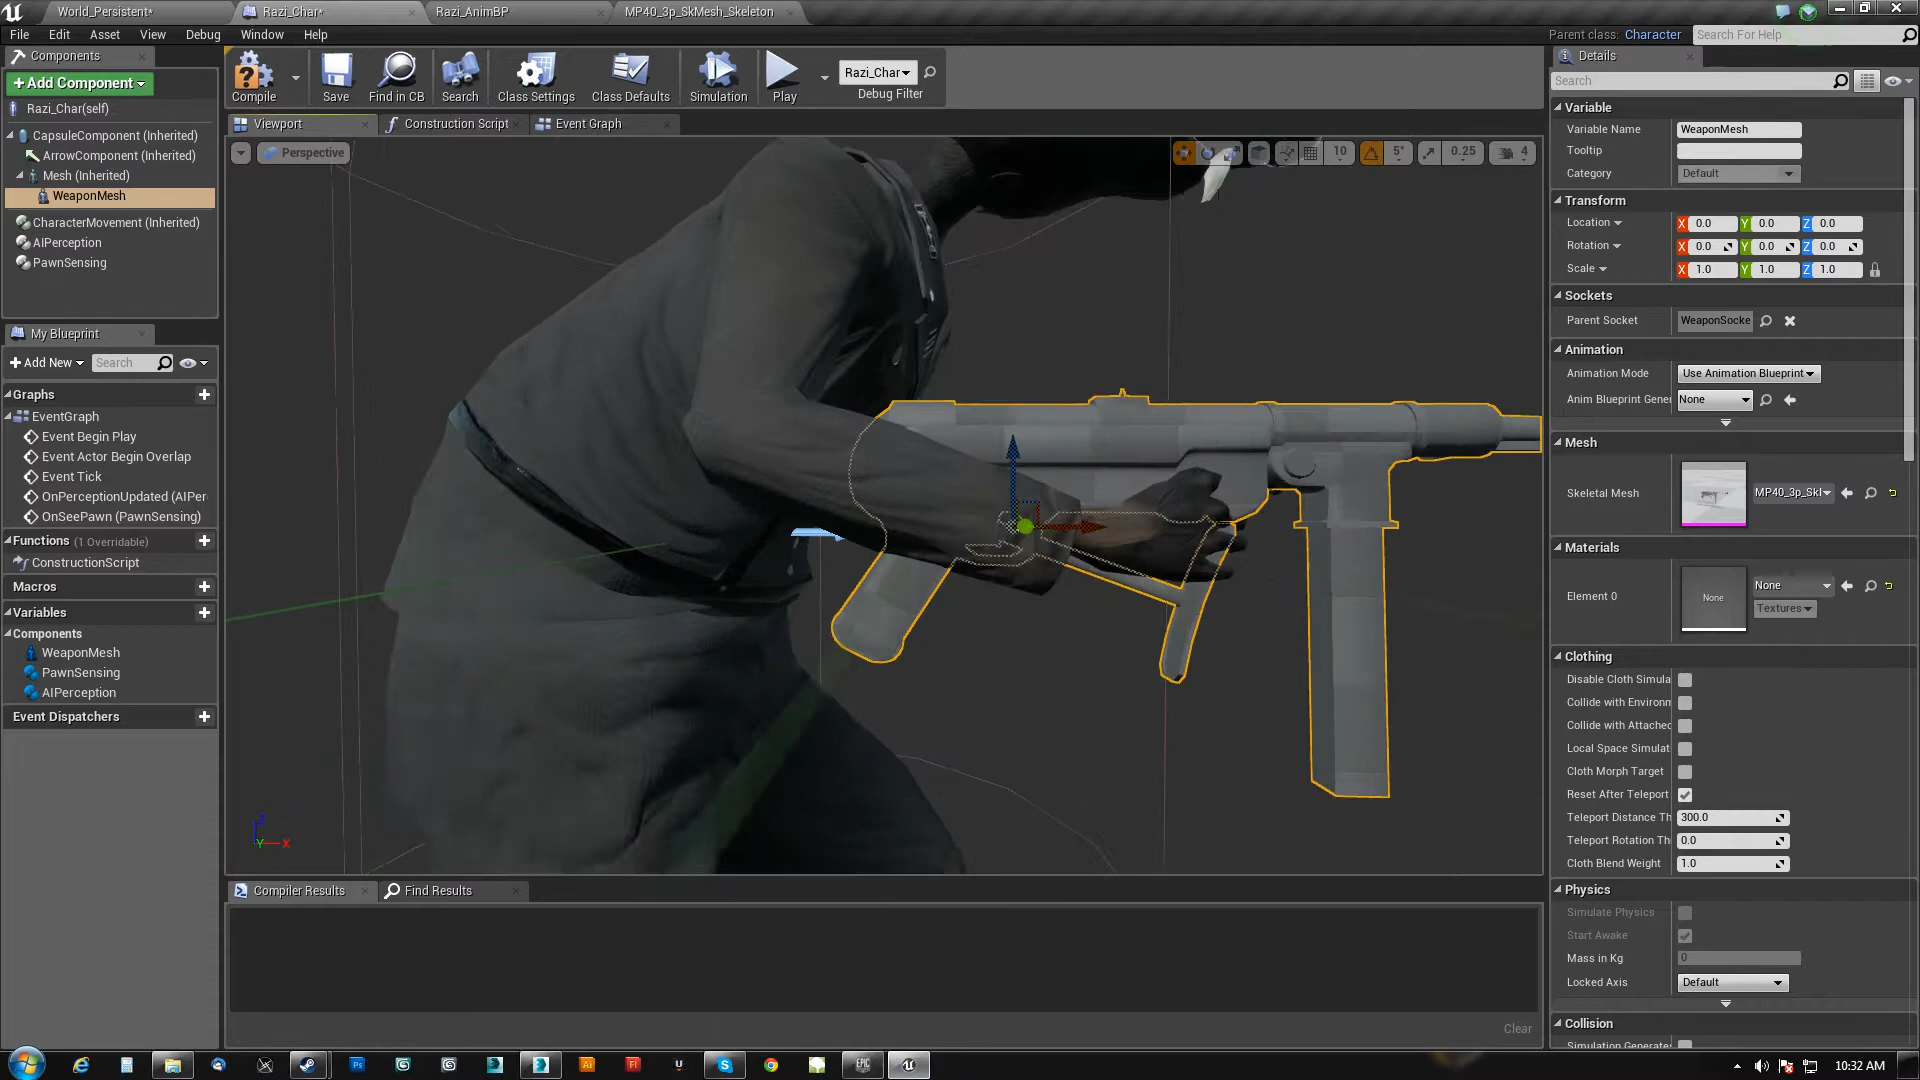 World_Persistent*
Razi_Char*
Razi_AnimBP
MP40_3p_SkMesh_Skeleton
File
Edit
Asset
View
Debug
Window
Help
Parent class:
Character
Search For Help
Components
+ Add Component
Razi_Char(self)
CapsuleComponent (Inherited)
ArrowComponent (Inherited)
Mesh (Inherited)
WeaponMesh
CharacterMovement (Inherited)
AIPerception
PawnSensing
My Blueprint
+ Add New
Search
Graphs
EventGraph
Event Begin Play
Event Actor Begin Overlap
Event Tick
OnPerceptionUpdated (AIPer
OnSeePawn (PawnSensing)
Functions (1 Overridable)
ConstructionScript
Macros
Variables
Components
WeaponMesh
PawnSensing
AIPerception
Event Dispatchers
Compile
Save
Find in CB
Search
Class Settings
Class Defaults
Simulation
Play
Razi_Char
Debug Filter
Viewport
Construction Script
Event Graph
Perspective
10
5°
0.25
4
Z
Y
X
Compiler Results
Find Results
Clear
Details
Search
Variable
Variable Name
WeaponMesh
Tooltip
Category
Default
Transform
Location X 0.0 Y 0.0 Z 0.0
Rotation X 0.0 Y 0.0 Z 0.0
Scale X 1.0 Y 1.0 Z 1.0
Sockets
Parent Socket
WeaponSocke
Animation
Animation Mode
Use Animation Blueprint
Anim Blueprint Gener
None
Mesh
Skeletal Mesh
MP40_3p_Skl
Materials
Element 0
None
None
Textures
Clothing
Disable Cloth Simula
Collide with Environm
Collide with Attached
Local Space Simulat
Cloth Morph Target
Reset After Teleport
Teleport Distance Th
300.0
Teleport Rotation Th
0.0
Cloth Blend Weight
1.0
Physics
Simulate Physics
Start Awake
Mass in Kg
0
Locked Axis
Default
Collision
Simulation Generate
Ps
Ai
Fl
S
EPIC
10:32 AM